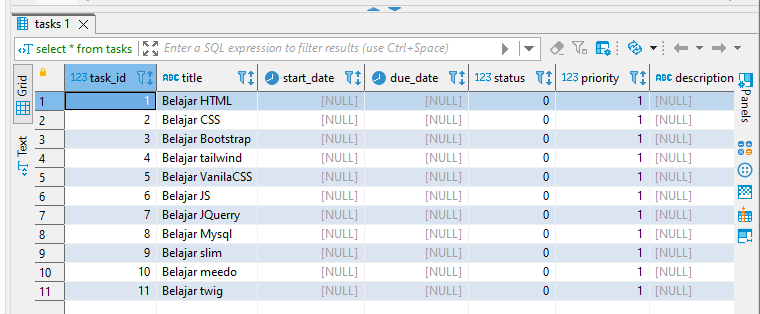 tasks 1
select * from tasks Enter a SQL expression to filter results (use Ctrl+Space)
Grid
Text
Panels
123 task_id ABC title start_date due_date 123 status 123 priority ABC description
1 1 Belajar HTML [NULL] [NULL] 0 1 [NULL]
2 2 Belajar CSS [NULL] [NULL] 0 1 [NULL]
3 3 Belajar Bootstrap [NULL] [NULL] 0 1 [NULL]
4 4 Belajar tailwind [NULL] [NULL] 0 1 [NULL]
5 5 Belajar VanilaCSS [NULL] [NULL] 0 1 [NULL]
6 6 Belajar JS [NULL] [NULL] 0 1 [NULL]
7 7 Belajar JQuerry [NULL] [NULL] 0 1 [NULL]
8 8 Belajar Mysql [NULL] [NULL] 0 1 [NULL]
9 9 Belajar slim [NULL] [NULL] 0 1 [NULL]
10 10 Belajar meedo [NULL] [NULL] 0 1 [NULL]
11 11 Belajar twig [NULL] [NULL] 0 1 [NULL]